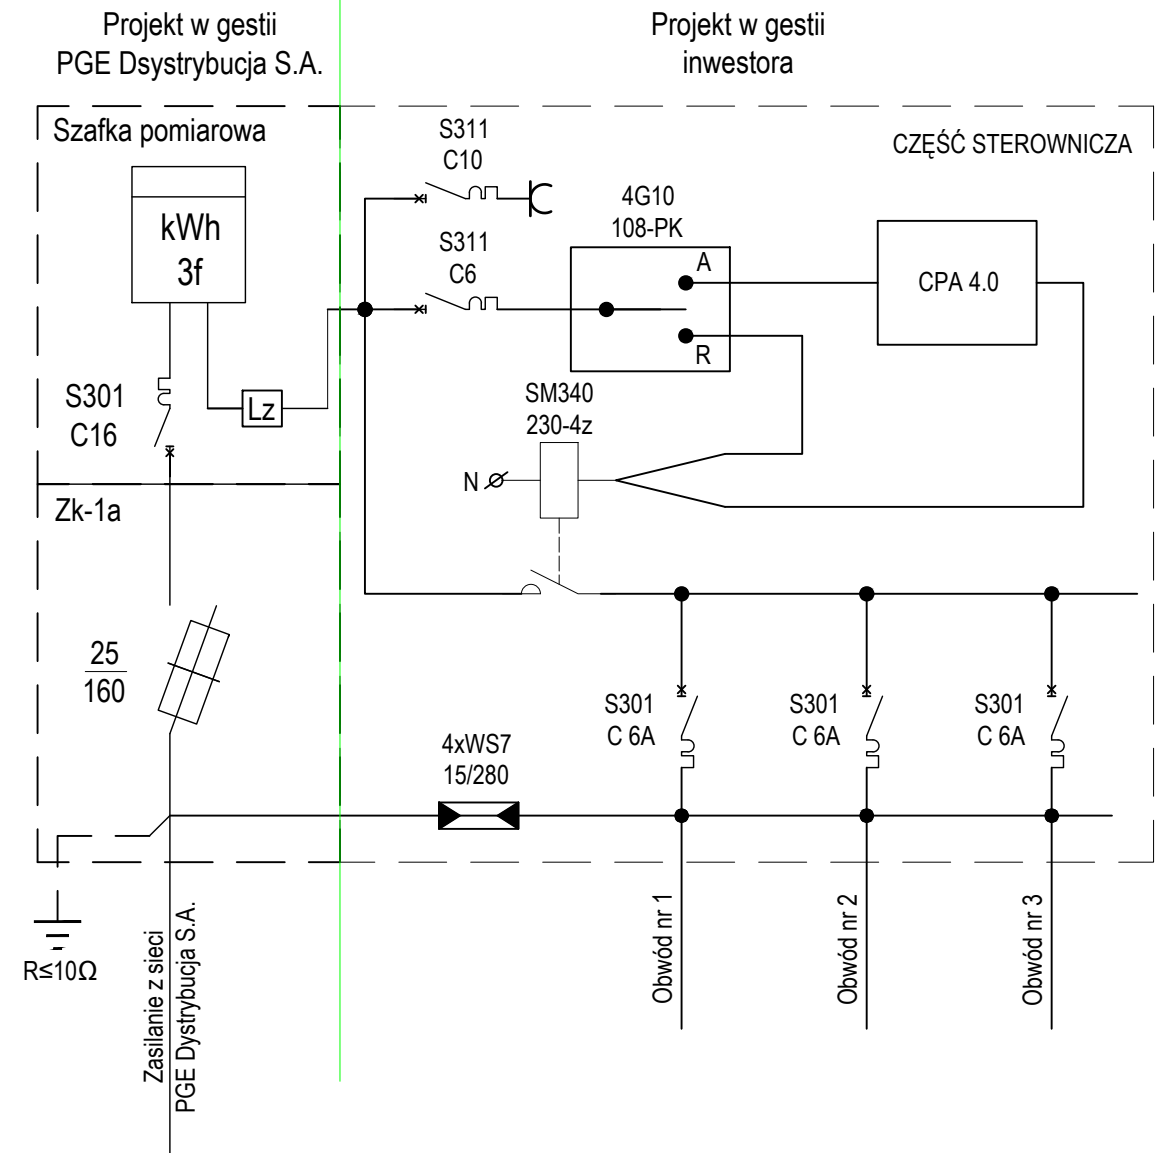 Projekt w gestii
PGE Dsystrybucja S.A.
Projekt w gestii
inwestora
Szafka pomiarowa
CZĘŚĆ STEROWNICZA
kWh
3f
S301
C16
Lz
S311
C10
S311
C6
4G10
108-PK
A
R
CPA 4.0
SM340
230-4z
N
Zk-1a
25
160
4xWS7
15/280
S301
C 6A
S301
C 6A
S301
C 6A
R≤10Ω
Zasilanie z sieci
PGE Dystrybucja S.A.
Obwód nr 1
Obwód nr 2
Obwód nr 3